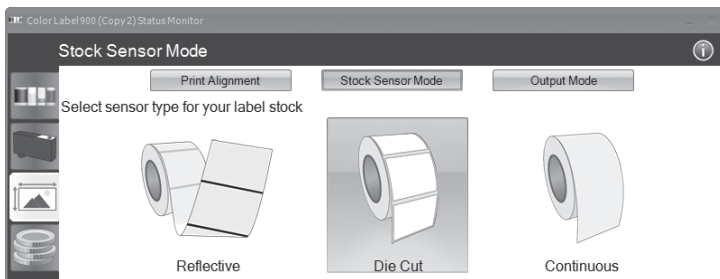 Color Label 900 (Copy 2) Status Monitor
Stock Sensor Mode
Print Alignment Stock Sensor Mode Output Mode
Select sensor type for your label stock
Reflective Die Cut Continuous